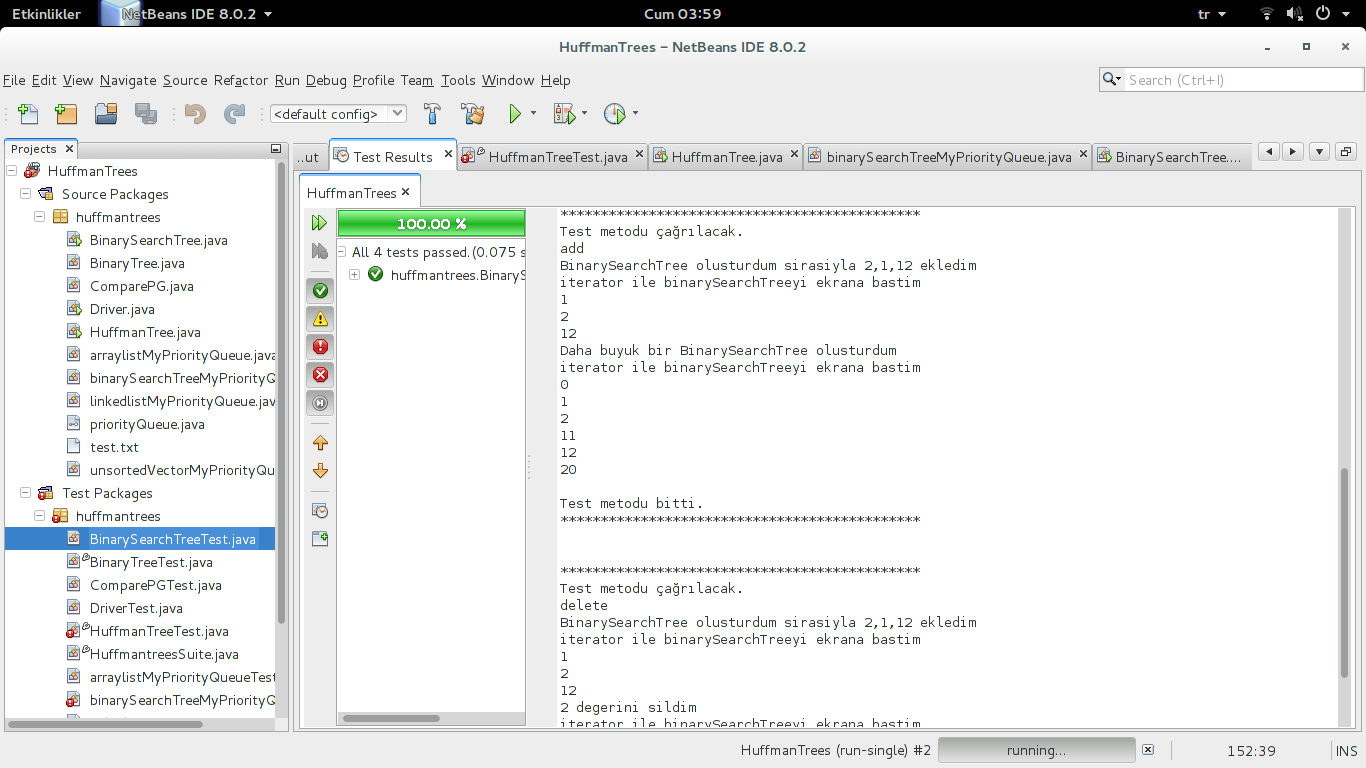 Etkinlikler NetBeans IDE 8.0.2 Cum 03:59 tr
HuffmanTrees – NetBeans IDE 8.0.2
File Edit View Navigate Source Refactor Run Debug Profile Team Tools Window Help
Search (Ctrl+I)
<default config>
Projects
HuffmanTrees
Source Packages
huffmantrees
BinarySearchTree.java
BinaryTree.java
ComparePG.java
Driver.java
HuffmanTree.java
arraylistMyPriorityQueue.java
binarySearchTreeMyPriorityQ
linkedlistMyPriorityQueue.jav
priorityQueue.java
test.txt
unsortedVectorMyPriorityQu
Test Packages
huffmantrees
BinarySearchTreeTest.java
BinaryTreeTest.java
ComparePGTest.java
DriverTest.java
HuffmanTreeTest.java
HuffmantreesSuite.java
arraylistMyPriorityQueueTest
binarySearchTreeMyPriorityQ
...ut Test Results HuffmanTreeTest.java HuffmanTree.java binarySearchTreeMyPriorityQueue.java BinarySearchTree....
HuffmanTrees
100.00 %
All 4 tests passed.(0.075 s
huffmantrees.BinaryS
*********************************************
Test metodu çağrılacak.
add
BinarySearchTree olusturdum sirasiyla 2,1,12 ekledim
iterator ile binarySearchTreeyi ekrana bastim
1
2
12
Daha buyuk bir BinarySearchTree olusturdum
iterator ile binarySearchTreeyi ekrana bastim
0
1
2
11
12
20
Test metodu bitti.
*********************************************
*********************************************
Test metodu çağrılacak.
delete
BinarySearchTree olusturdum sirasiyla 2,1,12 ekledim
iterator ile binarySearchTreeyi ekrana bastim
1
2
12
2 degerini sildim
iterator ile binarySearchTreeyi ekrana bastim
HuffmanTrees (run-single) #2 running... 152:39 INS